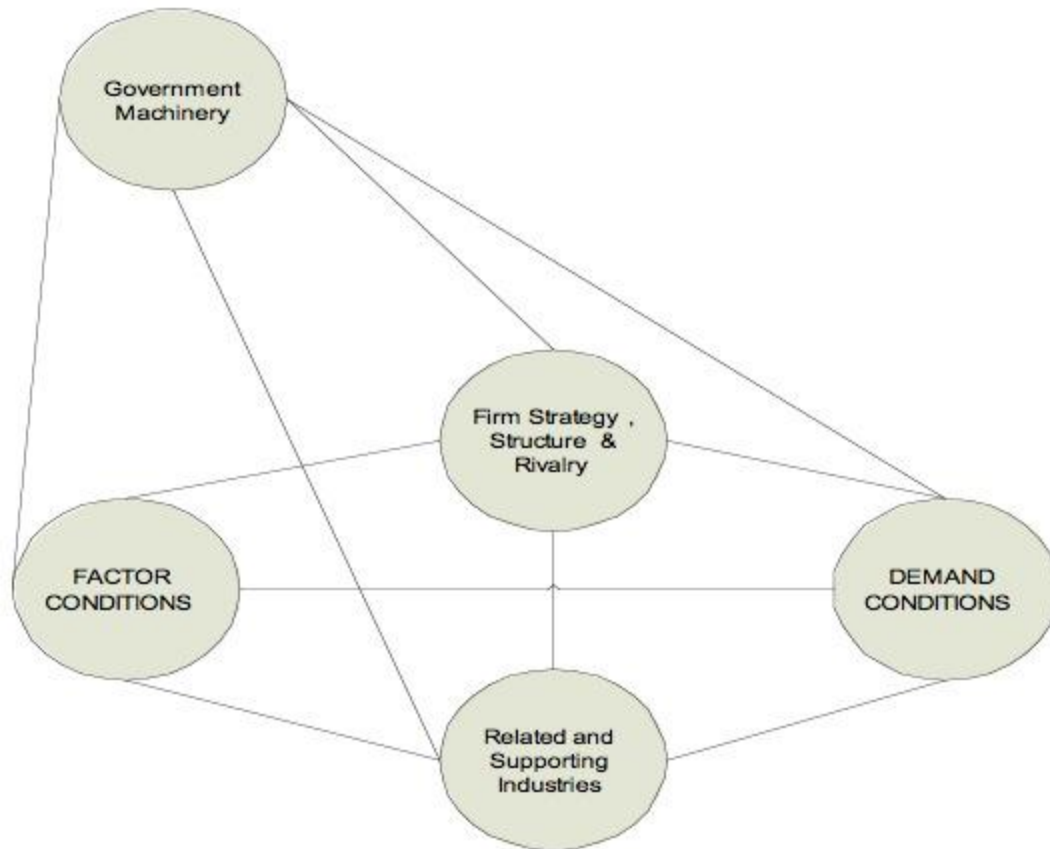 Government
Machinery
Firm Strategy ,
Structure &
Rivalry
FACTOR
CONDITIONS
DEMAND
CONDITIONS
Related and
Supporting
Industries